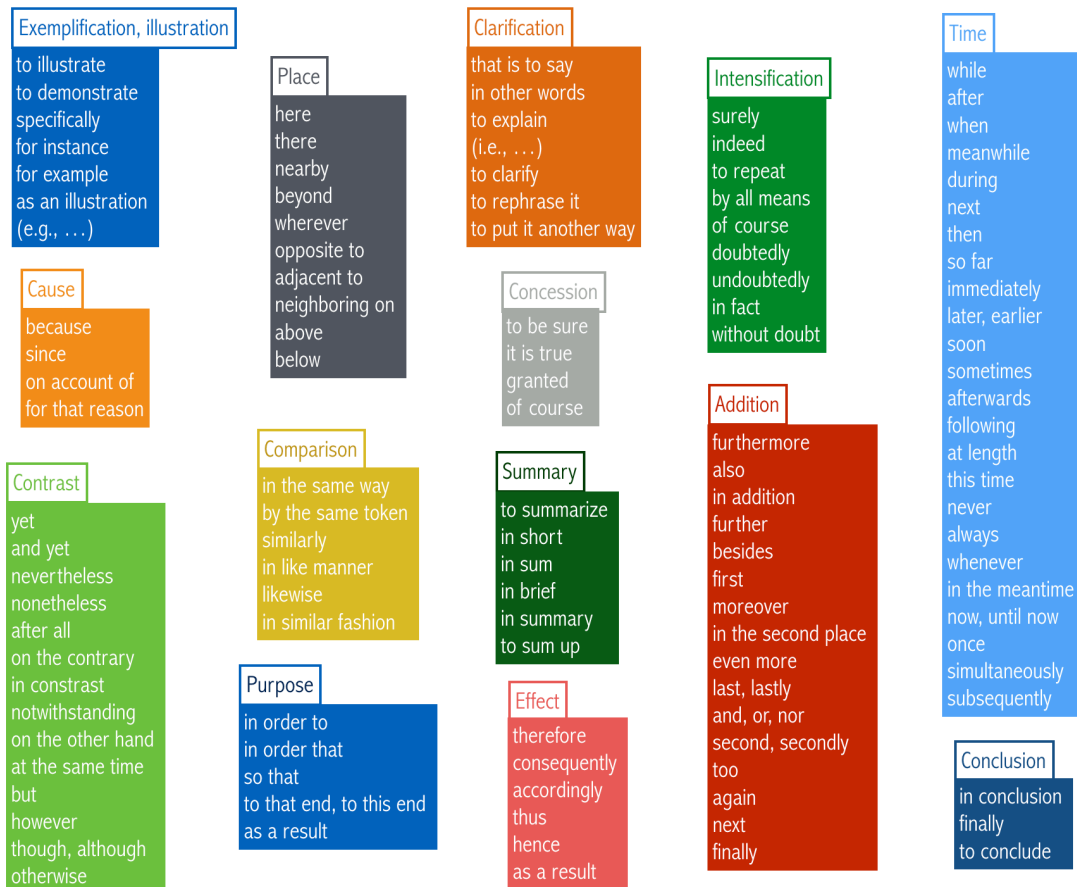 Exemplification, illustration
to illustrate
to demonstrate
specifically
for instance
for example
as an illustration
(e.g., …)
Cause
because
since
on account of
for that reason
Contrast
yet
and yet
nevertheless
nonetheless
after all
on the contrary
in constrast
notwithstanding
on the other hand
at the same time
but
however
though, although
otherwise
Place
here
there
nearby
beyond
wherever
opposite to
adjacent to
neighboring on
above
below
Comparison
in the same way
by the same token
similarly
in like manner
likewise
in similar fashion
Purpose
in order to
in order that
so that
to that end, to this end
as a result
Clarification
that is to say
in other words
to explain
(i.e., …)
to clarify
to rephrase it
to put it another way
Concession
to be sure
it is true
granted
of course
Summary
to summarize
in short
in sum
in brief
in summary
to sum up
Effect
therefore
consequently
accordingly
thus
hence
as a result
Intensification
surely
indeed
to repeat
by all means
of course
doubtedly
undoubtedly
in fact
without doubt
Addition
furthermore
also
in addition
further
besides
first
moreover
in the second place
even more
last, lastly
and, or, nor
second, secondly
too
again
next
finally
Time
while
after
when
meanwhile
during
next
then
so far
immediately
later, earlier
soon
sometimes
afterwards
following
at length
this time
never
always
whenever
in the meantime
now, until now
once
simultaneously
subsequently
Conclusion
in conclusion
finally
to conclude